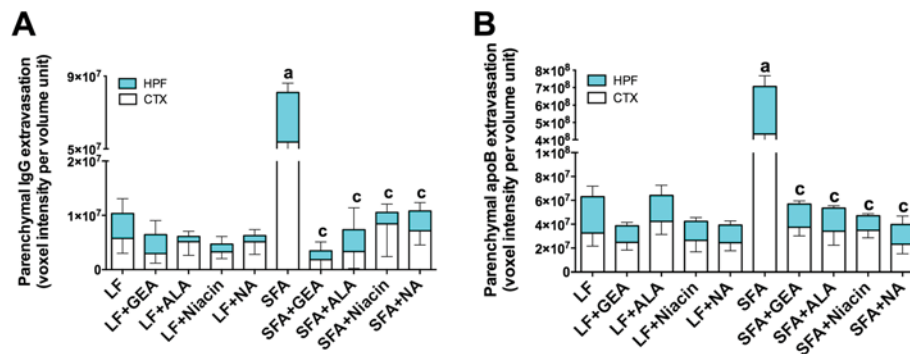 A
Parenchymal IgG extravasation
(voxel intensity per volume unit)
9×10⁷
5×10⁷
2×10⁷
1×10⁷
0
HPF
CTX
a
c
c
c
c
LF
LF+GEA
LF+ALA
LF+Niacin
LF+NA
SFA
SFA+GEA
SFA+ALA
SFA+Niacin
SFA+NA
B
Parenchymal apoB extravasation
(voxel intensity per volume unit)
8×10⁸
7×10⁸
6×10⁸
5×10⁸
4×10⁸
1×10⁸
8×10⁷
6×10⁷
4×10⁷
2×10⁷
0
HPF
CTX
a
c
c
c
c
LF
LF+GEA
LF+ALA
LF+Niacin
LF+NA
SFA
SFA+GEA
SFA+ALA
SFA+Niacin
SFA+NA